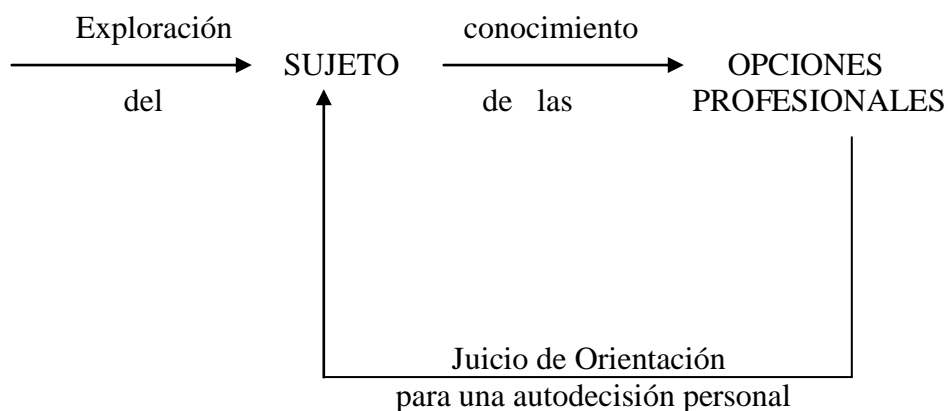 Exploración conocimiento
SUJETO OPCIONES
del de las PROFESIONALES
Juicio de Orientación
para una autodecisión personal